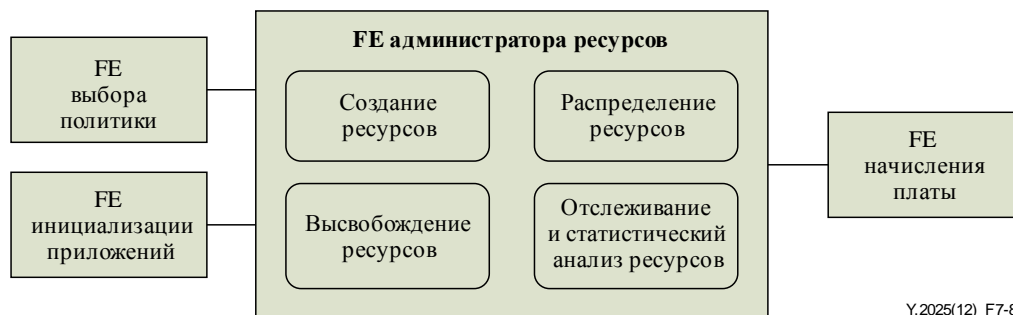 FE
выбора
политики
FE
инициализации
приложений
FE администратора ресурсов
Создание
ресурсов
Распределение
ресурсов
Высвобождение
ресурсов
Отслеживание
и статистический
анализ ресурсов
FE
начисления
платы
Y.2025(12)_F7-8